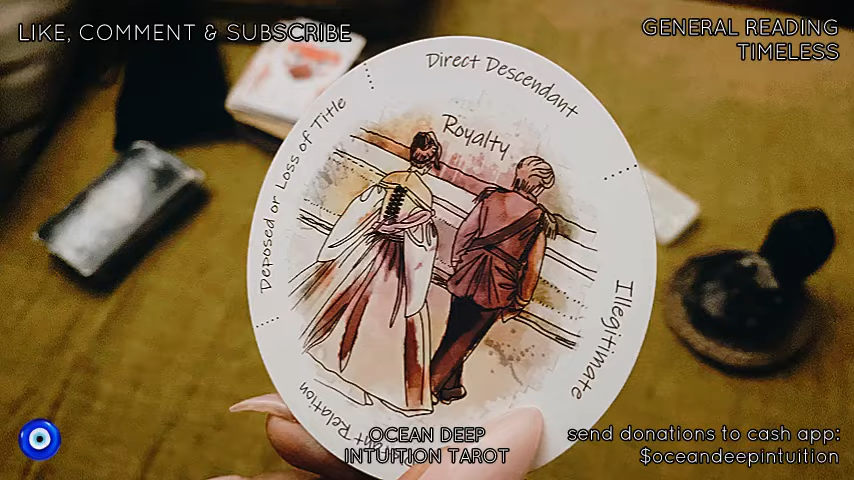 LIKE, COMMENT & SUBSCRIBE
GENERAL READING
TIMELESS
Direct Descendant
Royalty
Deposed or Loss of Title
Illegitimate
Relation
OCEAN DEEP
INTUITION TAROT
send donations to cash app:
$oceandeepintuition